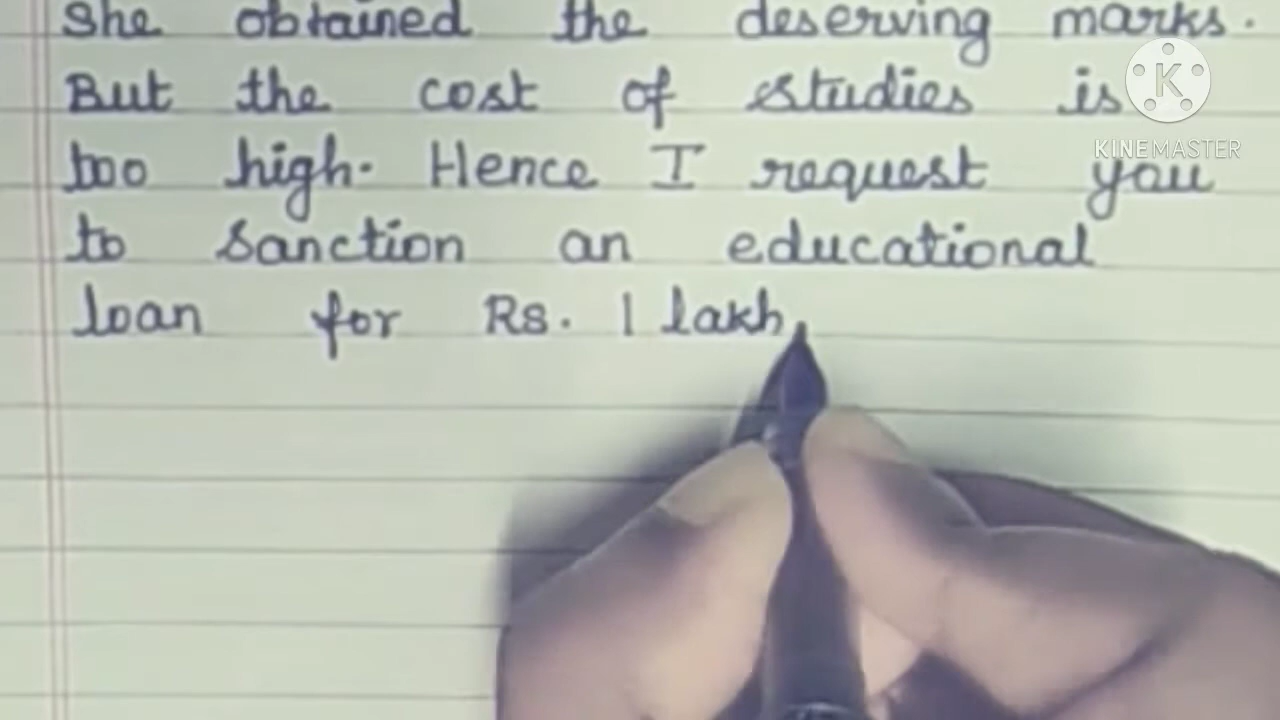 She obtained the deserving marks.
But the cost of studies is
too high. Hence I request you
to sanction an educational
loan for Rs. 1 lakh.
K
KINEMASTER